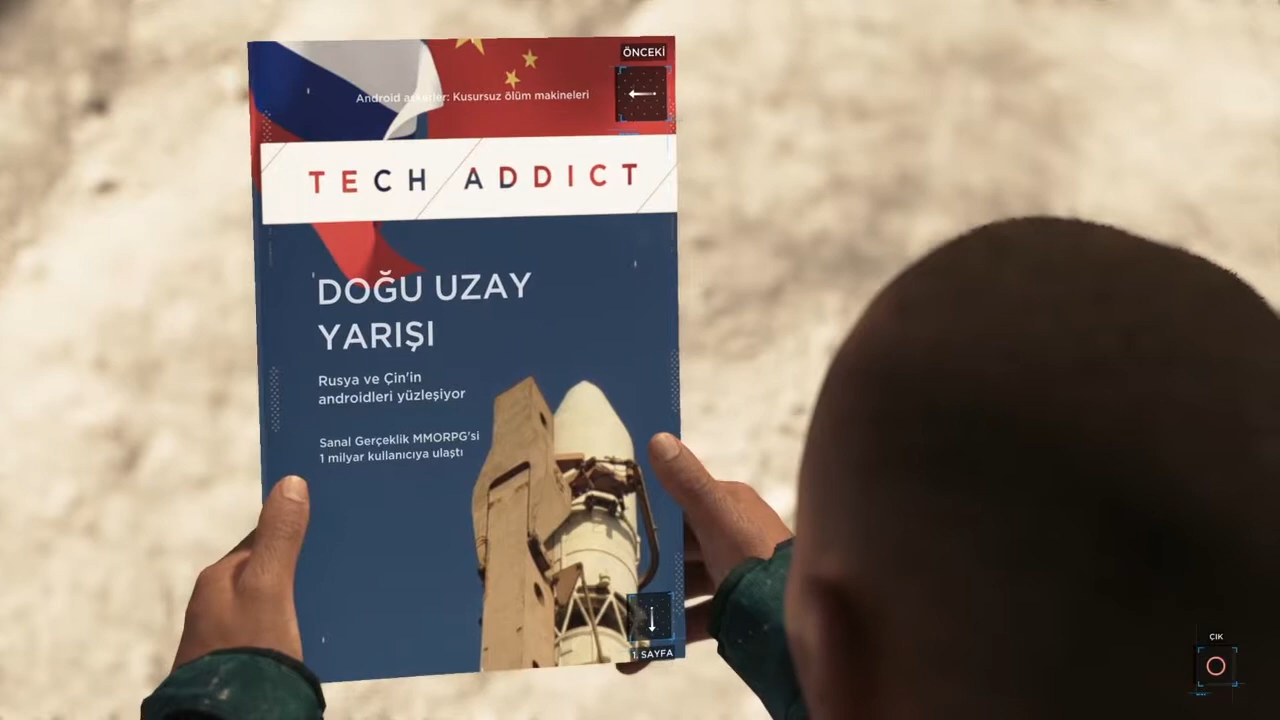 ÖNCEKİ
Android askerler: Kusursuz ölüm makineleri
TECH ADDICT
DOĞU UZAY
YARIŞI
Rusya ve Çin'in
androidleri yüzleşiyor
Sanal Gerçeklik MMORPG'si
1 milyar kullanıcıya ulaştı
1. SAYFA
ÇIK